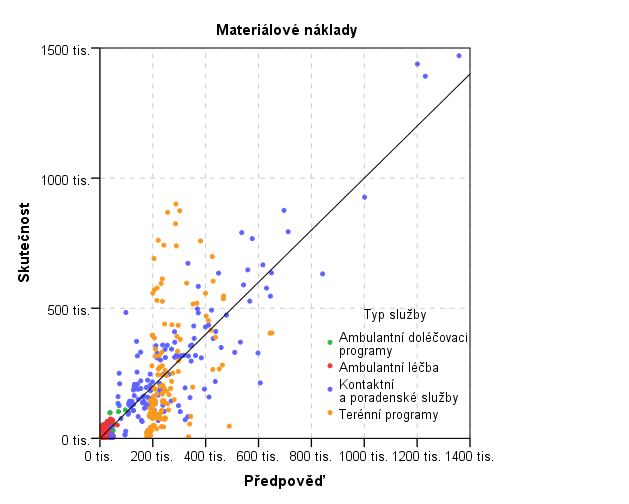 Materiálové náklady
1500 tis.
1000 tis.
500 tis.
0 tis.
Skutečnost
Typ služby
Ambulantní doléčovací
programy
Ambulantní léčba
Kontaktní
a poradenské služby
Terénní programy
0 tis. 200 tis. 400 tis. 600 tis. 800 tis. 1000 tis. 1200 tis. 1400 tis.
Předpověď